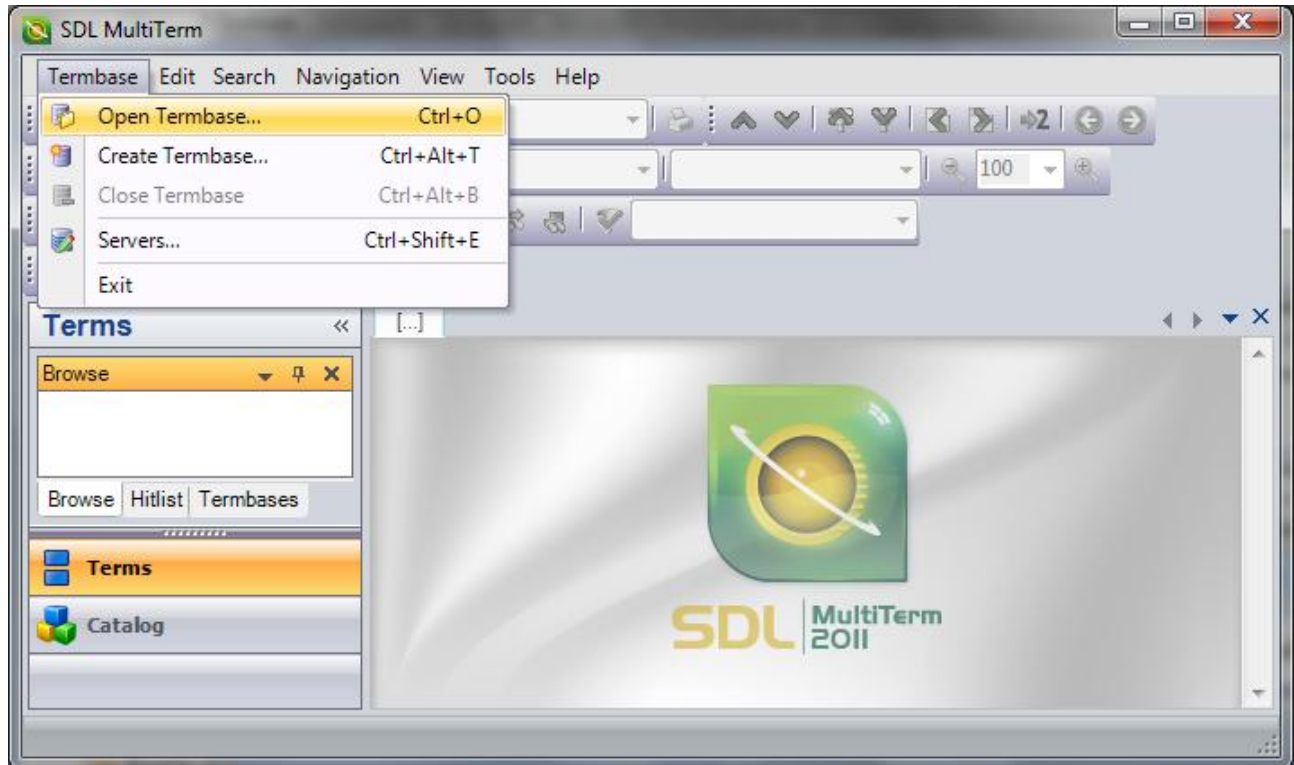 SDL MultiTerm
Termbase Edit Search Navigation View Tools Help
Open Termbase... Ctrl+O
Create Termbase... Ctrl+Alt+T
Close Termbase Ctrl+Alt+B
Servers... Ctrl+Shift+E
Exit
2
100
Terms
[...]
Browse
Browse Hitlist Termbases
Terms
Catalog
SDL MultiTerm 2011